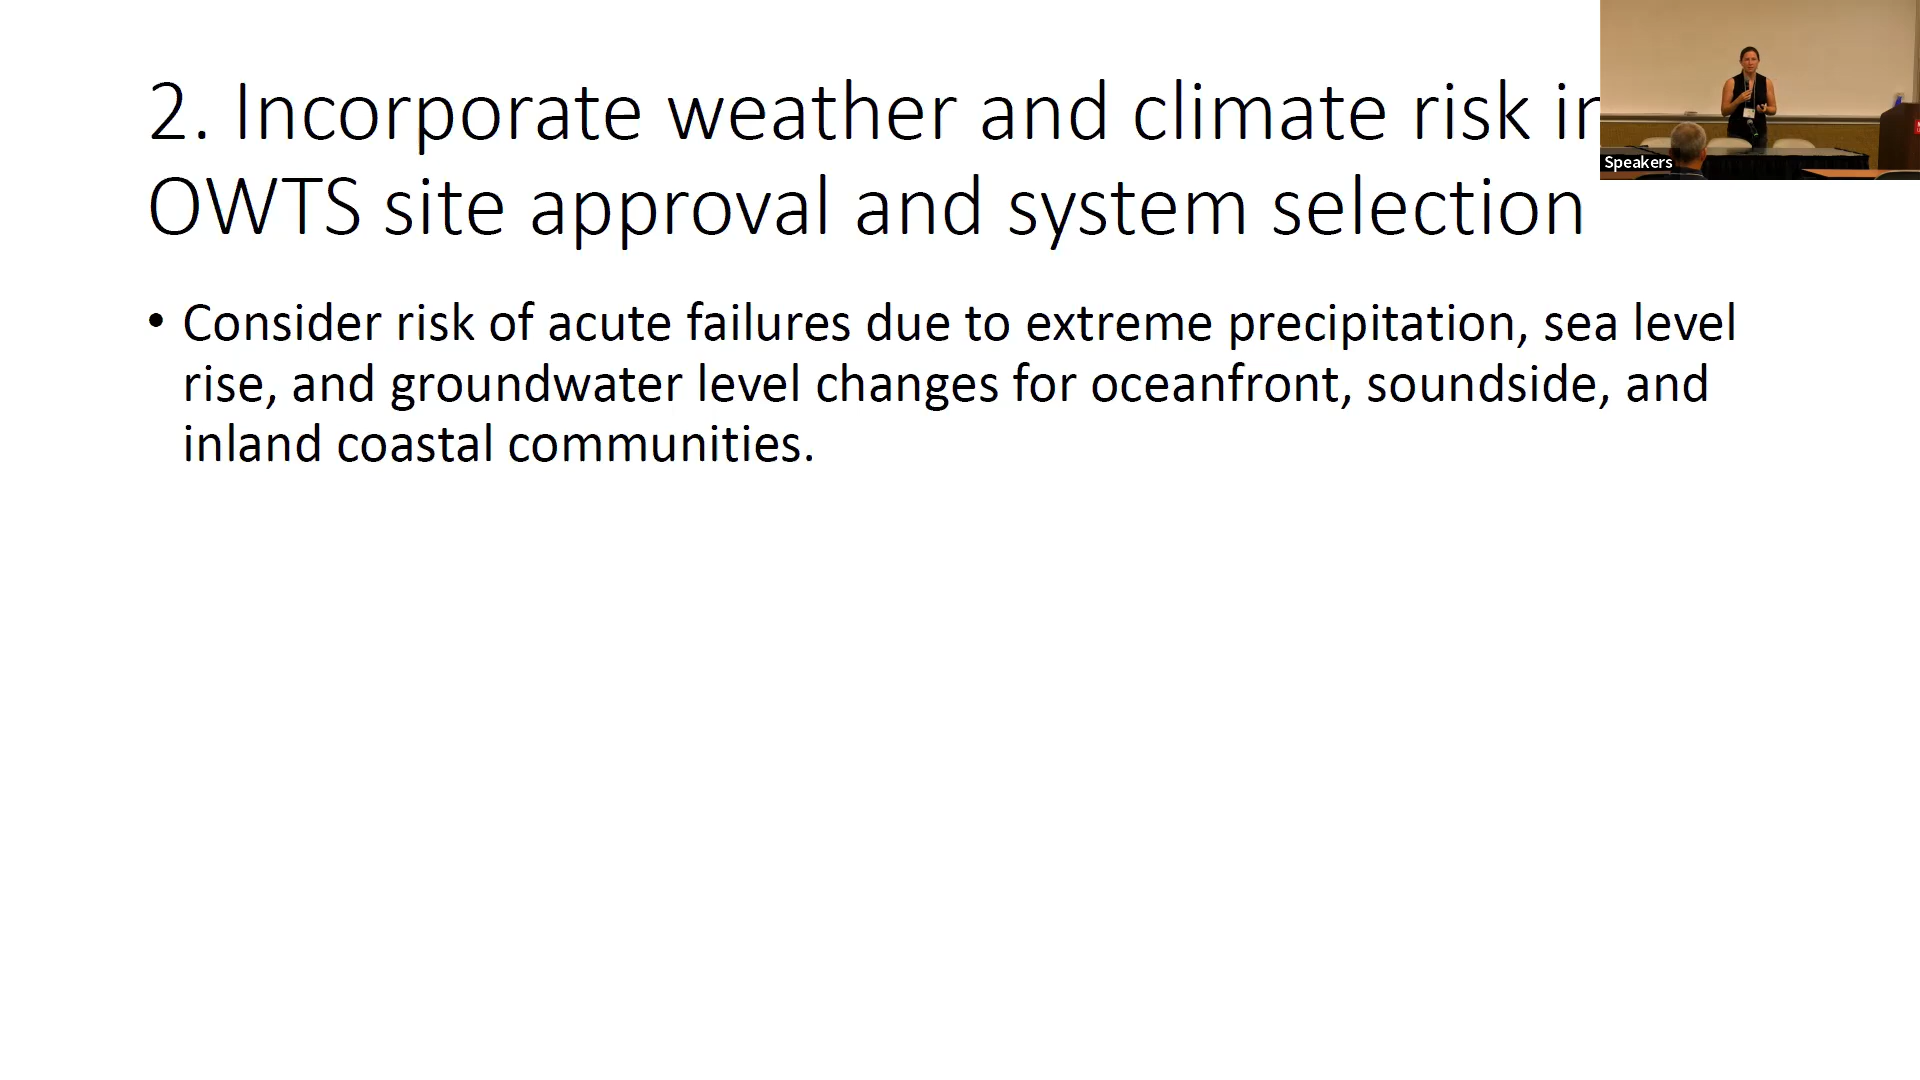 2. Incorporate weather and climate risk in
OWTS site approval and system selection
• Consider risk of acute failures due to extreme precipitation, sea level
rise, and groundwater level changes for oceanfront, soundside, and
inland coastal communities.
Speakers